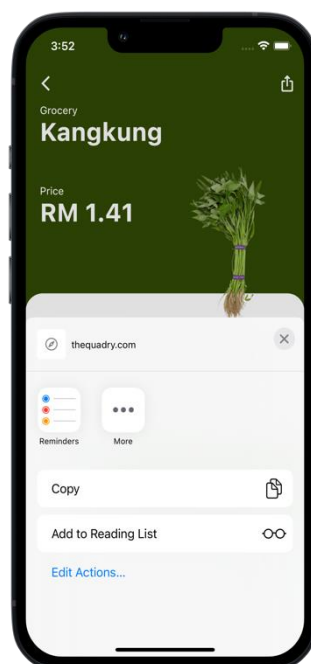 3:52
Grocery
Kangkung
Price
RM 1.41
thequadry.com
Reminders
More
Copy
Add to Reading List
Edit Actions...